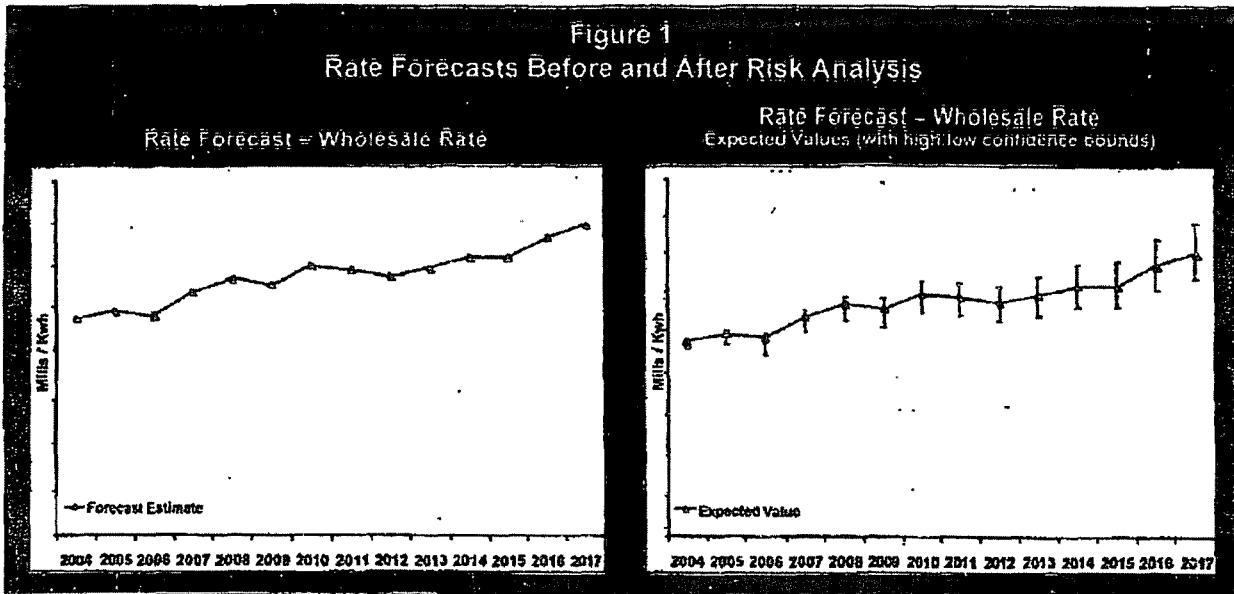 Figure 1
Rate Forecasts Before and After Risk Analysis
Rate Forecast – Wholesale Rate
Mills / Kwh
Forecast Estimate
2004 2005 2006 2007 2008 2009 2010 2011 2012 2013 2014 2015 2016 2017
Rate Forecast – Wholesale Rate
Expected Values (with high low confidence bounds)
Mills / Kwh
Expected Value
2004 2005 2006 2007 2008 2009 2010 2011 2012 2013 2014 2015 2016 2017